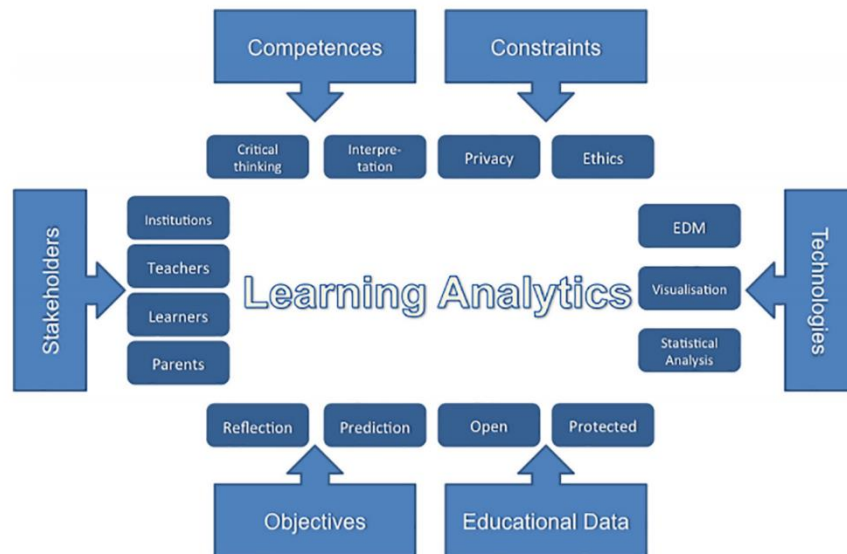 Competences
Constraints
Critical
thinking
Interpre-
tation
Privacy
Ethics
Stakeholders
Institutions
Teachers
Learners
Parents
Learning Analytics
EDM
Visualisation
Statistical
Analysis
Technologies
Reflection
Prediction
Open
Protected
Objectives
Educational Data